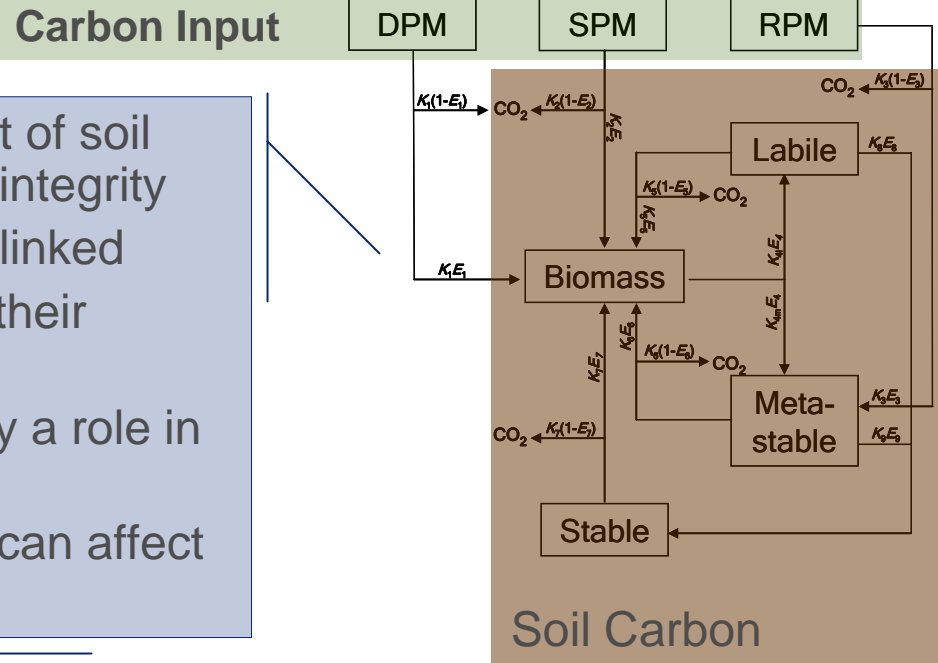 Carbon Input
DPM
SPM
RPM
K₁(1-E₁)
CO₂
K₂(1-E₂)
K₂E₂
CO₂
K₃(1-E₃)
Labile
K₅(1-E₅)
CO₂
K₅E₅
K₁E₁
Biomass
K₄ₗE₄
K₄ₘE₄
K₇E₇
K₆E₆
K₆(1-E₆)
CO₂
Meta-
stable
K₃E₃
K₉E₉
CO₂
K₇(1-E₇)
Stable
Soil Carbon
t of soil
integrity
linked
their
y a role in
can affect